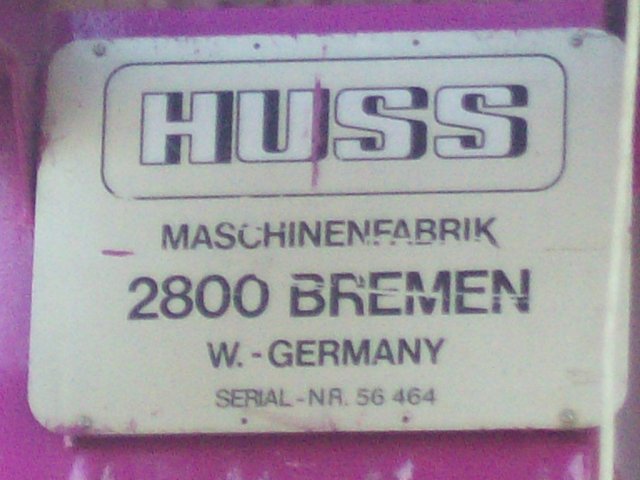 HUSS
MASCHINENFABRIK
2800 BREMEN
W.-GERMANY
SERIAL-NR. 56 464